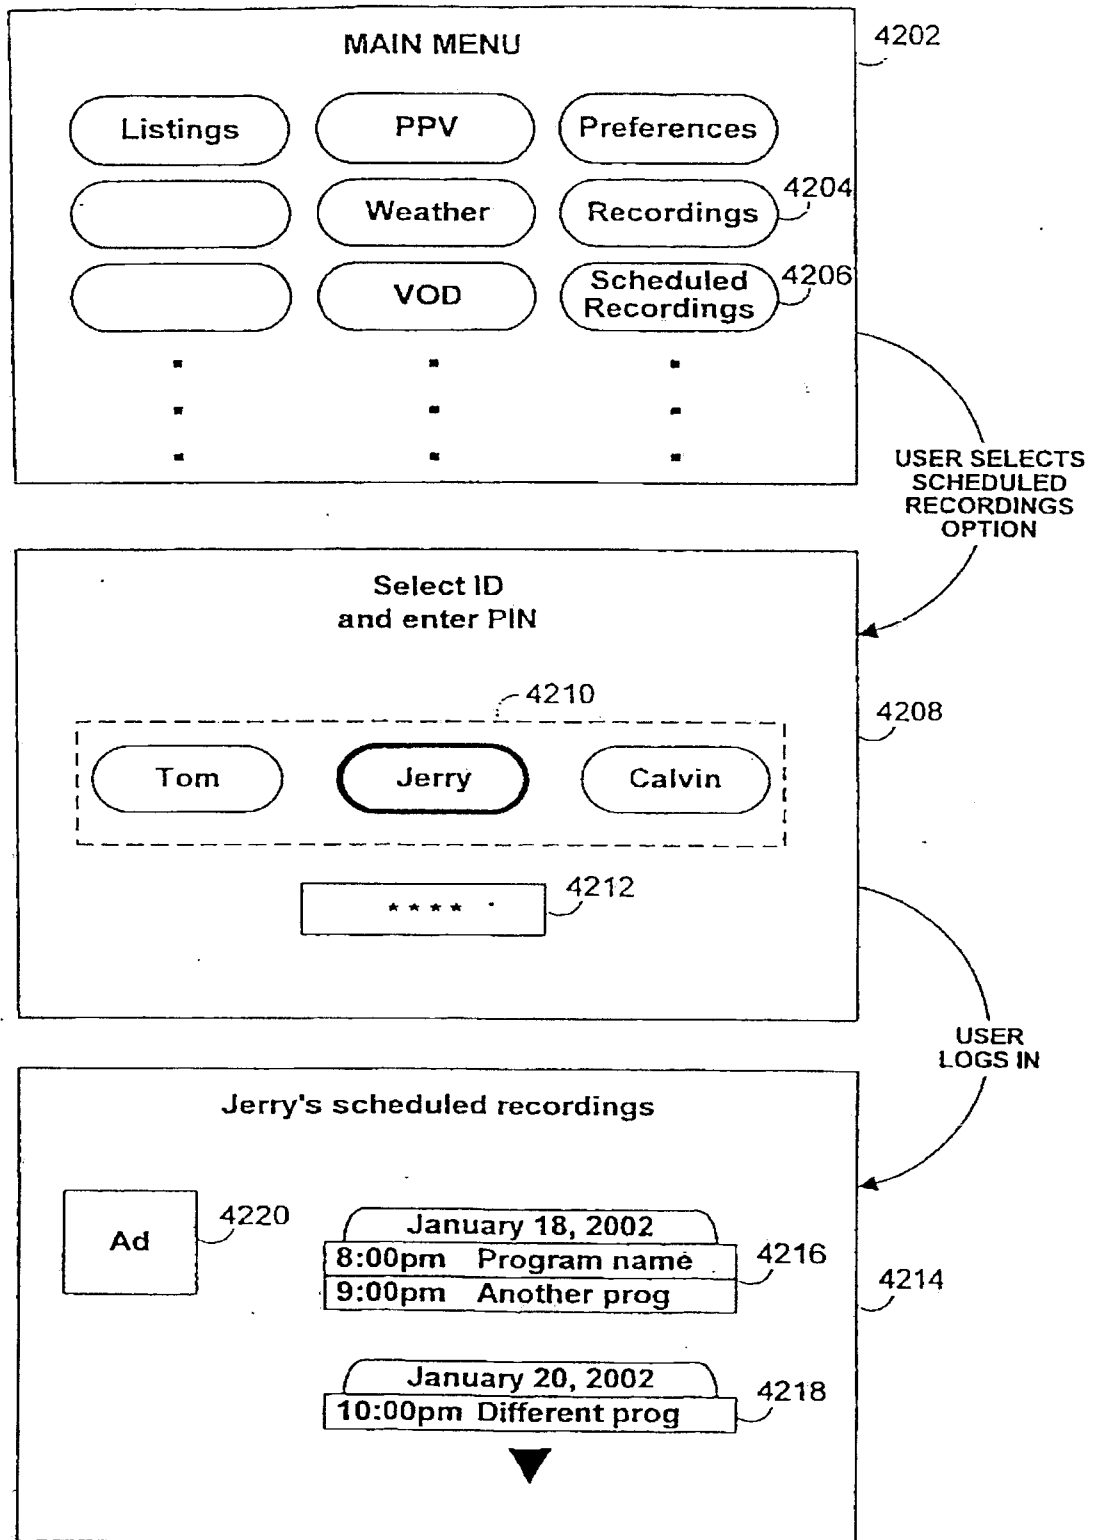 MAIN MENU
4202
Listings
PPV
Preferences
Weather
Recordings
4204
VOD
Scheduled
Recordings
4206
USER SELECTS
SCHEDULED
RECORDINGS
OPTION
Select ID
and enter PIN
4210
4208
Tom
Jerry
Calvin
****
4212
USER
LOGS IN
Jerry's scheduled recordings
Ad
4220
January 18, 2002
8:00pm Program name
9:00pm Another prog
4216
4214
January 20, 2002
10:00pm Different prog
4218